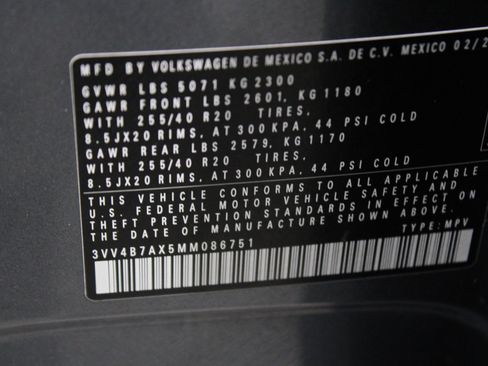 MFD BY VOLKSWAGEN DE MEXICO S.A. DE C.V. MEXICO 02/2
GVWR LBS 5071 KG 2300
GAWR FRONT LBS 2601, KG 1180
WITH 255/40 R20 TIRES.
8.5JX20 RIMS, AT 300 KPA, 44 PSI COLD
GAWR REAR LBS 2579, KG 1170
WITH 255/40 R20 TIRES.
8.5JX20 RIMS, AT 300 KPA, 44 PSI COLD
THIS VEHICLE CONFORMS TO ALL APPLICABLE
U.S. FEDERAL MOTOR VEHICLE SAFETY AND
THEFT PREVENTION STANDARDS IN EFFECT ON
THE DATE OF MANUFACTURE SHOWN ABOVE.
3VV4B7AX5MM086751 TYPE: MPV